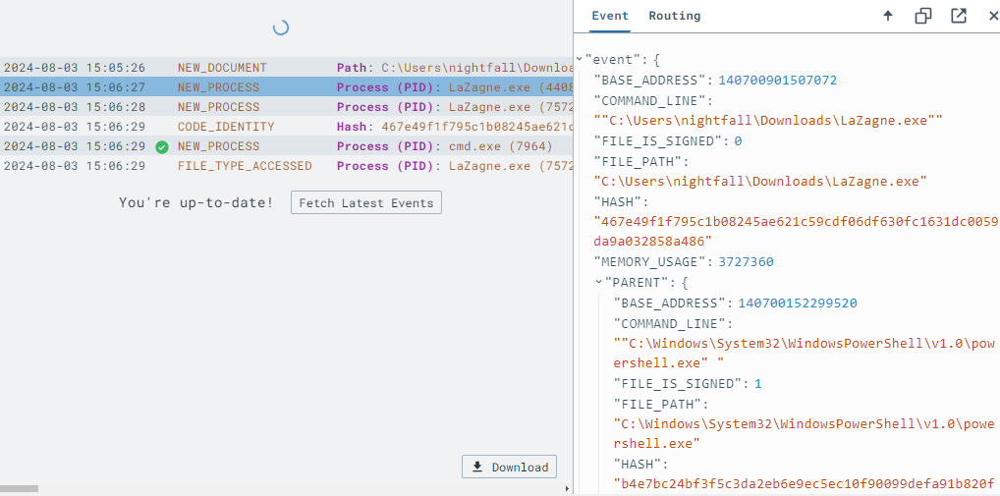 2024-08-03 15:05:26 NEW_DOCUMENT Path: C:\Users\nightfall\Downloa
2024-08-03 15:06:27 NEW_PROCESS Process (PID): LaZagne.exe (4408
2024-08-03 15:06:28 NEW_PROCESS Process (PID): LaZagne.exe (7572
2024-08-03 15:06:29 CODE_IDENTITY Hash: 467e49f1f795c1b08245ae621c
2024-08-03 15:06:29 NEW_PROCESS Process (PID): cmd.exe (7964)
2024-08-03 15:06:29 FILE_TYPE_ACCESSED Process (PID): LaZagne.exe (7572
You're up-to-date! Fetch Latest Events
Download
Event Routing
"event": {
"BASE_ADDRESS": 140700901507072
"COMMAND_LINE":
""C:\Users\nightfall\Downloads\LaZagne.exe""
"FILE_IS_SIGNED": 0
"FILE_PATH":
"C:\Users\nightfall\Downloads\LaZagne.exe"
"HASH":
"467e49f1f795c1b08245ae621c59cdf06df630fc1631dc0059
da9a032858a486"
"MEMORY_USAGE": 3727360
"PARENT": {
"BASE_ADDRESS": 140700152299520
"COMMAND_LINE":
""C:\Windows\System32\WindowsPowerShell\v1.0\pow
ershell.exe" "
"FILE_IS_SIGNED": 1
"FILE_PATH":
"C:\Windows\System32\WindowsPowerShell\v1.0\powe
rshell.exe"
"HASH":
"b4e7bc24bf3f5c3da2eb6e9ec5ec10f90099defa91b820f